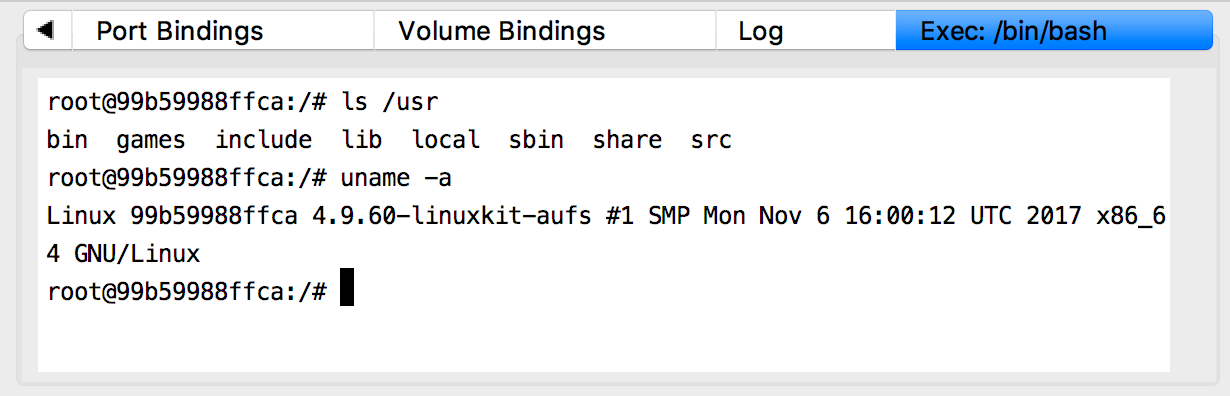 ◀ Port Bindings Volume Bindings Log Exec: /bin/bash
root@99b59988ffca:/# ls /usr
bin  games  include  lib  local  sbin  share  src
root@99b59988ffca:/# uname -a
Linux 99b59988ffca 4.9.60-linuxkit-aufs #1 SMP Mon Nov 6 16:00:12 UTC 2017 x86_6
4 GNU/Linux
root@99b59988ffca:/#